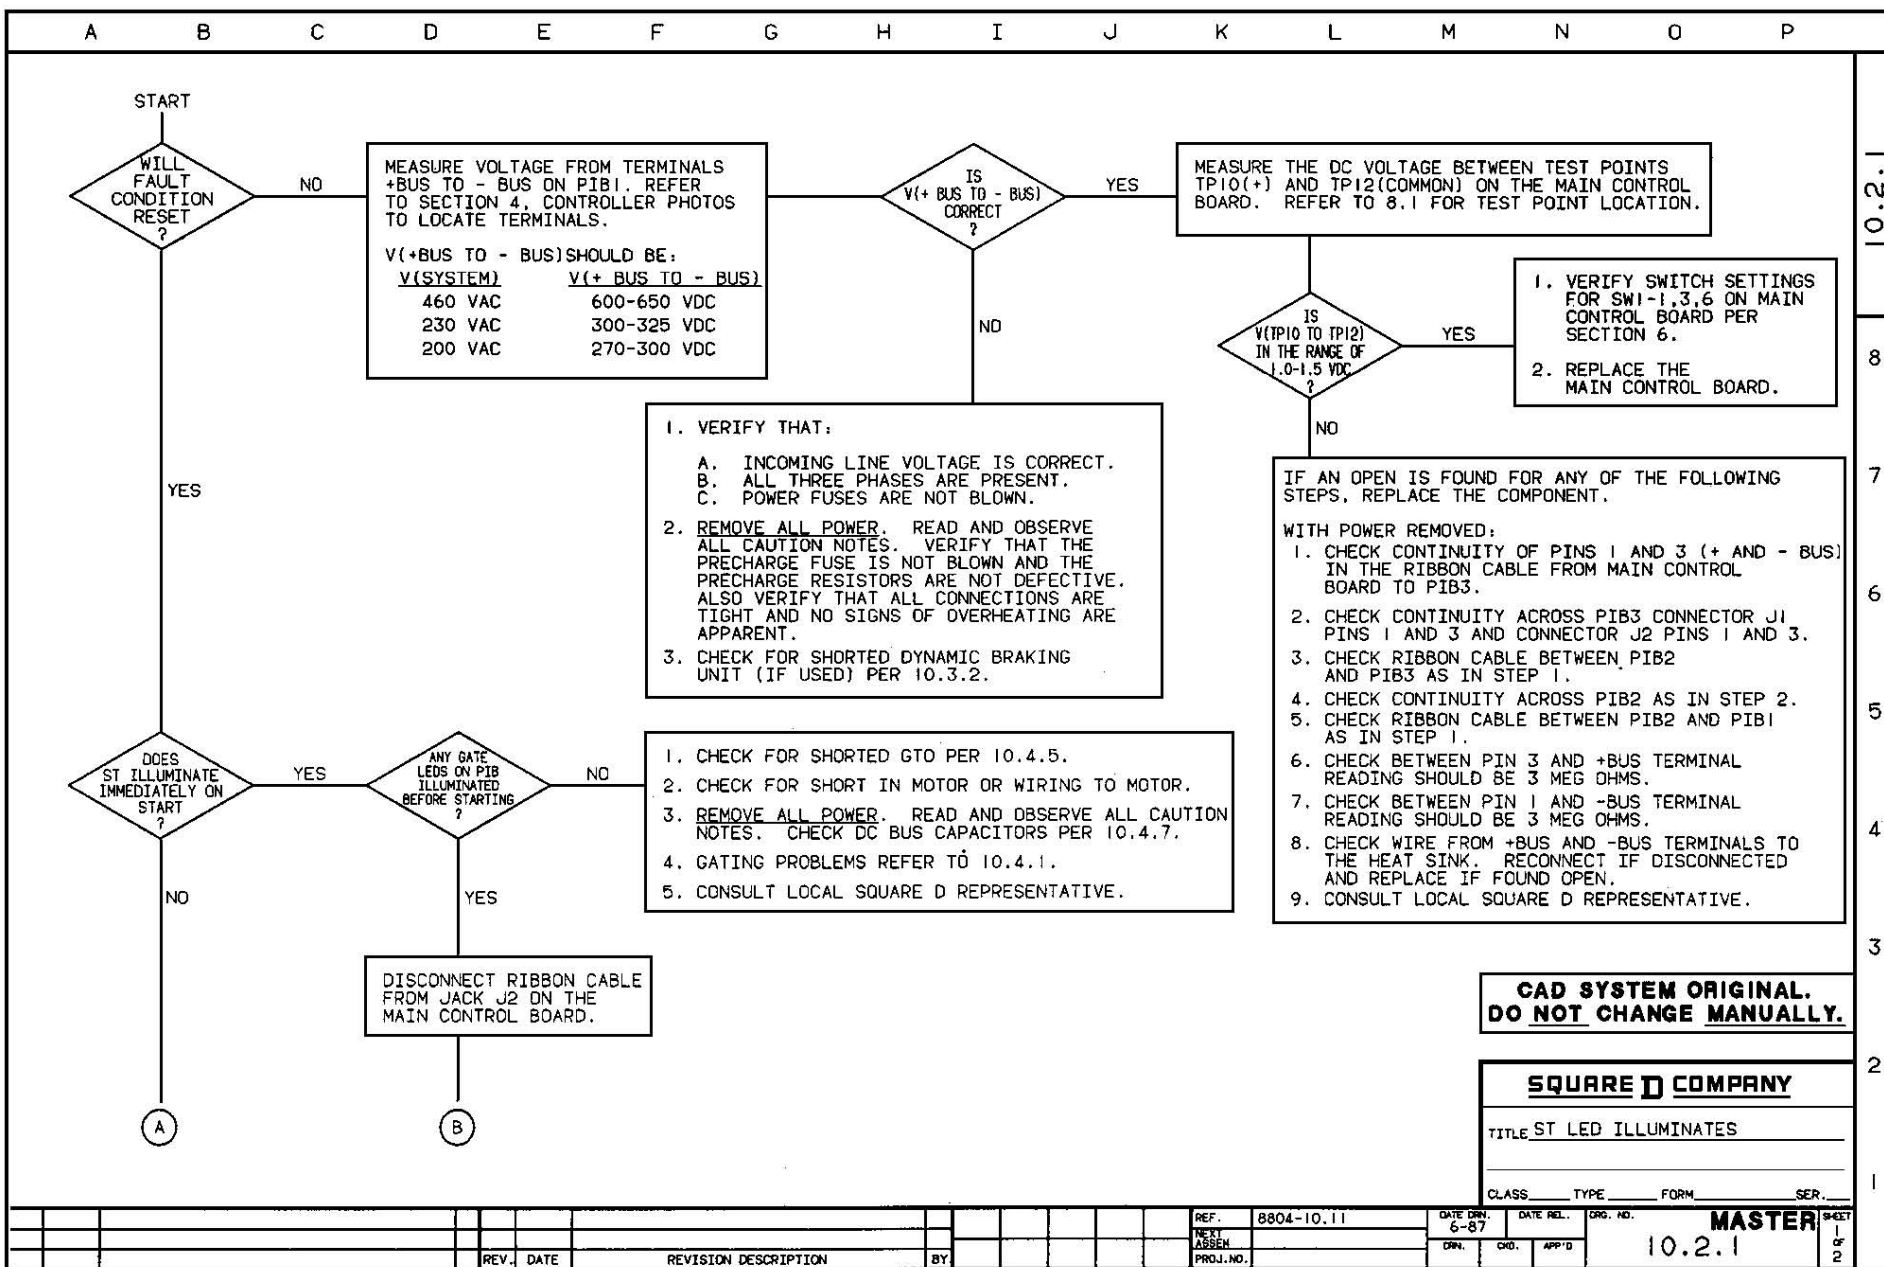 A B C D E F G H I J K L M N O P
START
WILL
FAULT
CONDITION
RESET
?
NO
MEASURE VOLTAGE FROM TERMINALS
+BUS TO - BUS ON PIB1. REFER
TO SECTION 4, CONTROLLER PHOTOS
TO LOCATE TERMINALS.
V(+BUS TO - BUS)SHOULD BE:
V(SYSTEM) V(+ BUS TO - BUS)
460 VAC 600-650 VDC
230 VAC 300-325 VDC
200 VAC 270-300 VDC
IS
V(+ BUS TO - BUS)
CORRECT
?
YES
MEASURE THE DC VOLTAGE BETWEEN TEST POINTS
TP10(+) AND TP12(COMMON) ON THE MAIN CONTROL
BOARD. REFER TO 8.1 FOR TEST POINT LOCATION.
10.2.1
NO
IS
V(TP10 TO TP12)
IN THE RANGE OF
1.0-1.5 VDC
?
YES
1. VERIFY SWITCH SETTINGS
FOR SW1-1,3,6 ON MAIN
CONTROL BOARD PER
SECTION 6.
2. REPLACE THE
MAIN CONTROL BOARD.
8
NO
1. VERIFY THAT:
A. INCOMING LINE VOLTAGE IS CORRECT.
B. ALL THREE PHASES ARE PRESENT.
C. POWER FUSES ARE NOT BLOWN.
2. REMOVE ALL POWER. READ AND OBSERVE
ALL CAUTION NOTES. VERIFY THAT THE
PRECHARGE FUSE IS NOT BLOWN AND THE
PRECHARGE RESISTORS ARE NOT DEFECTIVE.
ALSO VERIFY THAT ALL CONNECTIONS ARE
TIGHT AND NO SIGNS OF OVERHEATING ARE
APPARENT.
3. CHECK FOR SHORTED DYNAMIC BRAKING
UNIT (IF USED) PER 10.3.2.
IF AN OPEN IS FOUND FOR ANY OF THE FOLLOWING
STEPS, REPLACE THE COMPONENT.
WITH POWER REMOVED:
1. CHECK CONTINUITY OF PINS 1 AND 3 (+ AND - BUS)
IN THE RIBBON CABLE FROM MAIN CONTROL
BOARD TO PIB3.
2. CHECK CONTINUITY ACROSS PIB3 CONNECTOR J1
PINS 1 AND 3 AND CONNECTOR J2 PINS 1 AND 3.
3. CHECK RIBBON CABLE BETWEEN PIB2
AND PIB3 AS IN STEP 1.
4. CHECK CONTINUITY ACROSS PIB2 AS IN STEP 2.
5. CHECK RIBBON CABLE BETWEEN PIB2 AND PIB1
AS IN STEP 1.
6. CHECK BETWEEN PIN 3 AND +BUS TERMINAL
READING SHOULD BE 3 MEG OHMS.
7. CHECK BETWEEN PIN 1 AND -BUS TERMINAL
READING SHOULD BE 3 MEG OHMS.
8. CHECK WIRE FROM +BUS AND -BUS TERMINALS TO
THE HEAT SINK. RECONNECT IF DISCONNECTED
AND REPLACE IF FOUND OPEN.
9. CONSULT LOCAL SQUARE D REPRESENTATIVE.
7
6
5
4
3
2
1
YES
DOES
ST ILLUMINATE
IMMEDIATELY ON
START
?
YES
ANY GATE
LEDS ON PIB
ILLUMINATED
BEFORE STARTING
?
NO
1. CHECK FOR SHORTED GTO PER 10.4.5.
2. CHECK FOR SHORT IN MOTOR OR WIRING TO MOTOR.
3. REMOVE ALL POWER. READ AND OBSERVE ALL CAUTION
NOTES. CHECK DC BUS CAPACITORS PER 10.4.7.
4. GATING PROBLEMS REFER TO 10.4.1.
5. CONSULT LOCAL SQUARE D REPRESENTATIVE.
NO
YES
DISCONNECT RIBBON CABLE
FROM JACK J2 ON THE
MAIN CONTROL BOARD.
A
B
CAD SYSTEM ORIGINAL.
DO NOT CHANGE MANUALLY.
SQUARE D COMPANY
TITLE ST LED ILLUMINATES
CLASS TYPE FORM SER.
REV. DATE REVISION DESCRIPTION BY
REF. 8804-10.11
NEXT
ASSEM
PROJ.NO.
DATE DRN. 6-87
DATE REL.
DRN. CKD. APP'D
DRG. NO.
MASTER
10.2.1
SHEET
1
OF
2